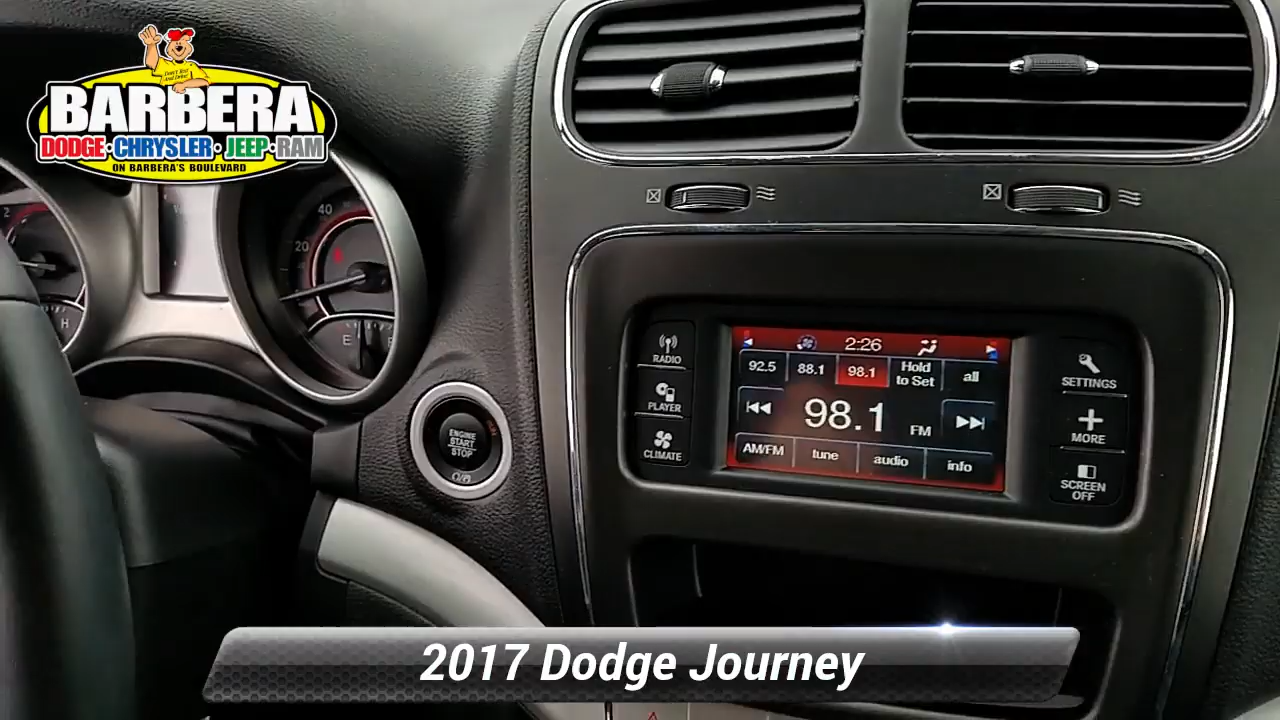 BARBERA
DODGE·CHRYSLER·JEEP·RAM
ON BARBERA'S BOULEVARD
40
20
2
H
E
ENGINE
START
STOP
RADIO
PLAYER
CLIMATE
2:26
92.5 88.1 98.1 Hold to Set all
98.1 FM
AM/FM tune audio info
SETTINGS
MORE
SCREEN
OFF
2017 Dodge Journey